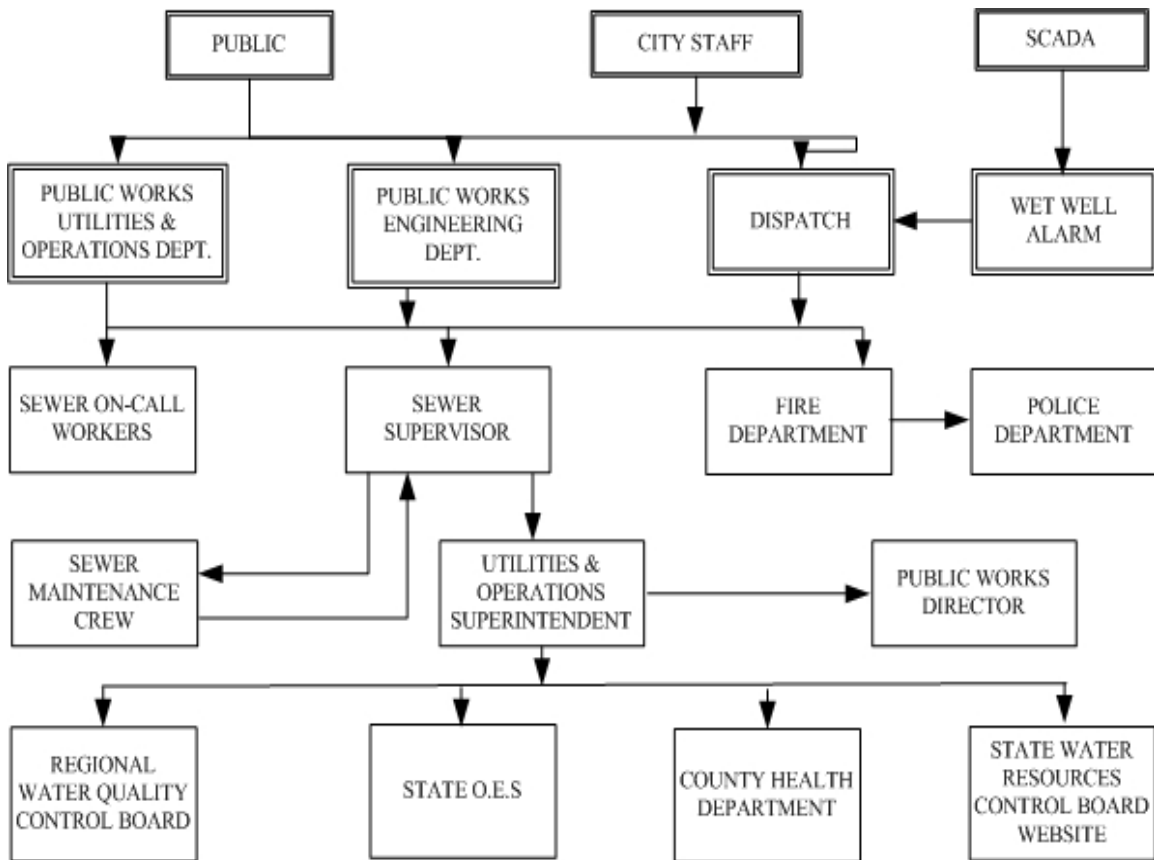 PUBLIC
CITY STAFF
SCADA
PUBLIC WORKS
UTILITIES &
OPERATIONS DEPT.
PUBLIC WORKS
ENGINEERING
DEPT.
DISPATCH
WET WELL
ALARM
SEWER ON-CALL
WORKERS
SEWER
SUPERVISOR
FIRE
DEPARTMENT
POLICE
DEPARTMENT
SEWER
MAINTENANCE
CREW
UTILITIES &
OPERATIONS
SUPERINTENDENT
PUBLIC WORKS
DIRECTOR
REGIONAL
WATER QUALITY
CONTROL BOARD
STATE O.E.S
COUNTY HEALTH
DEPARTMENT
STATE WATER
RESOURCES
CONTROL BOARD
WEBSITE